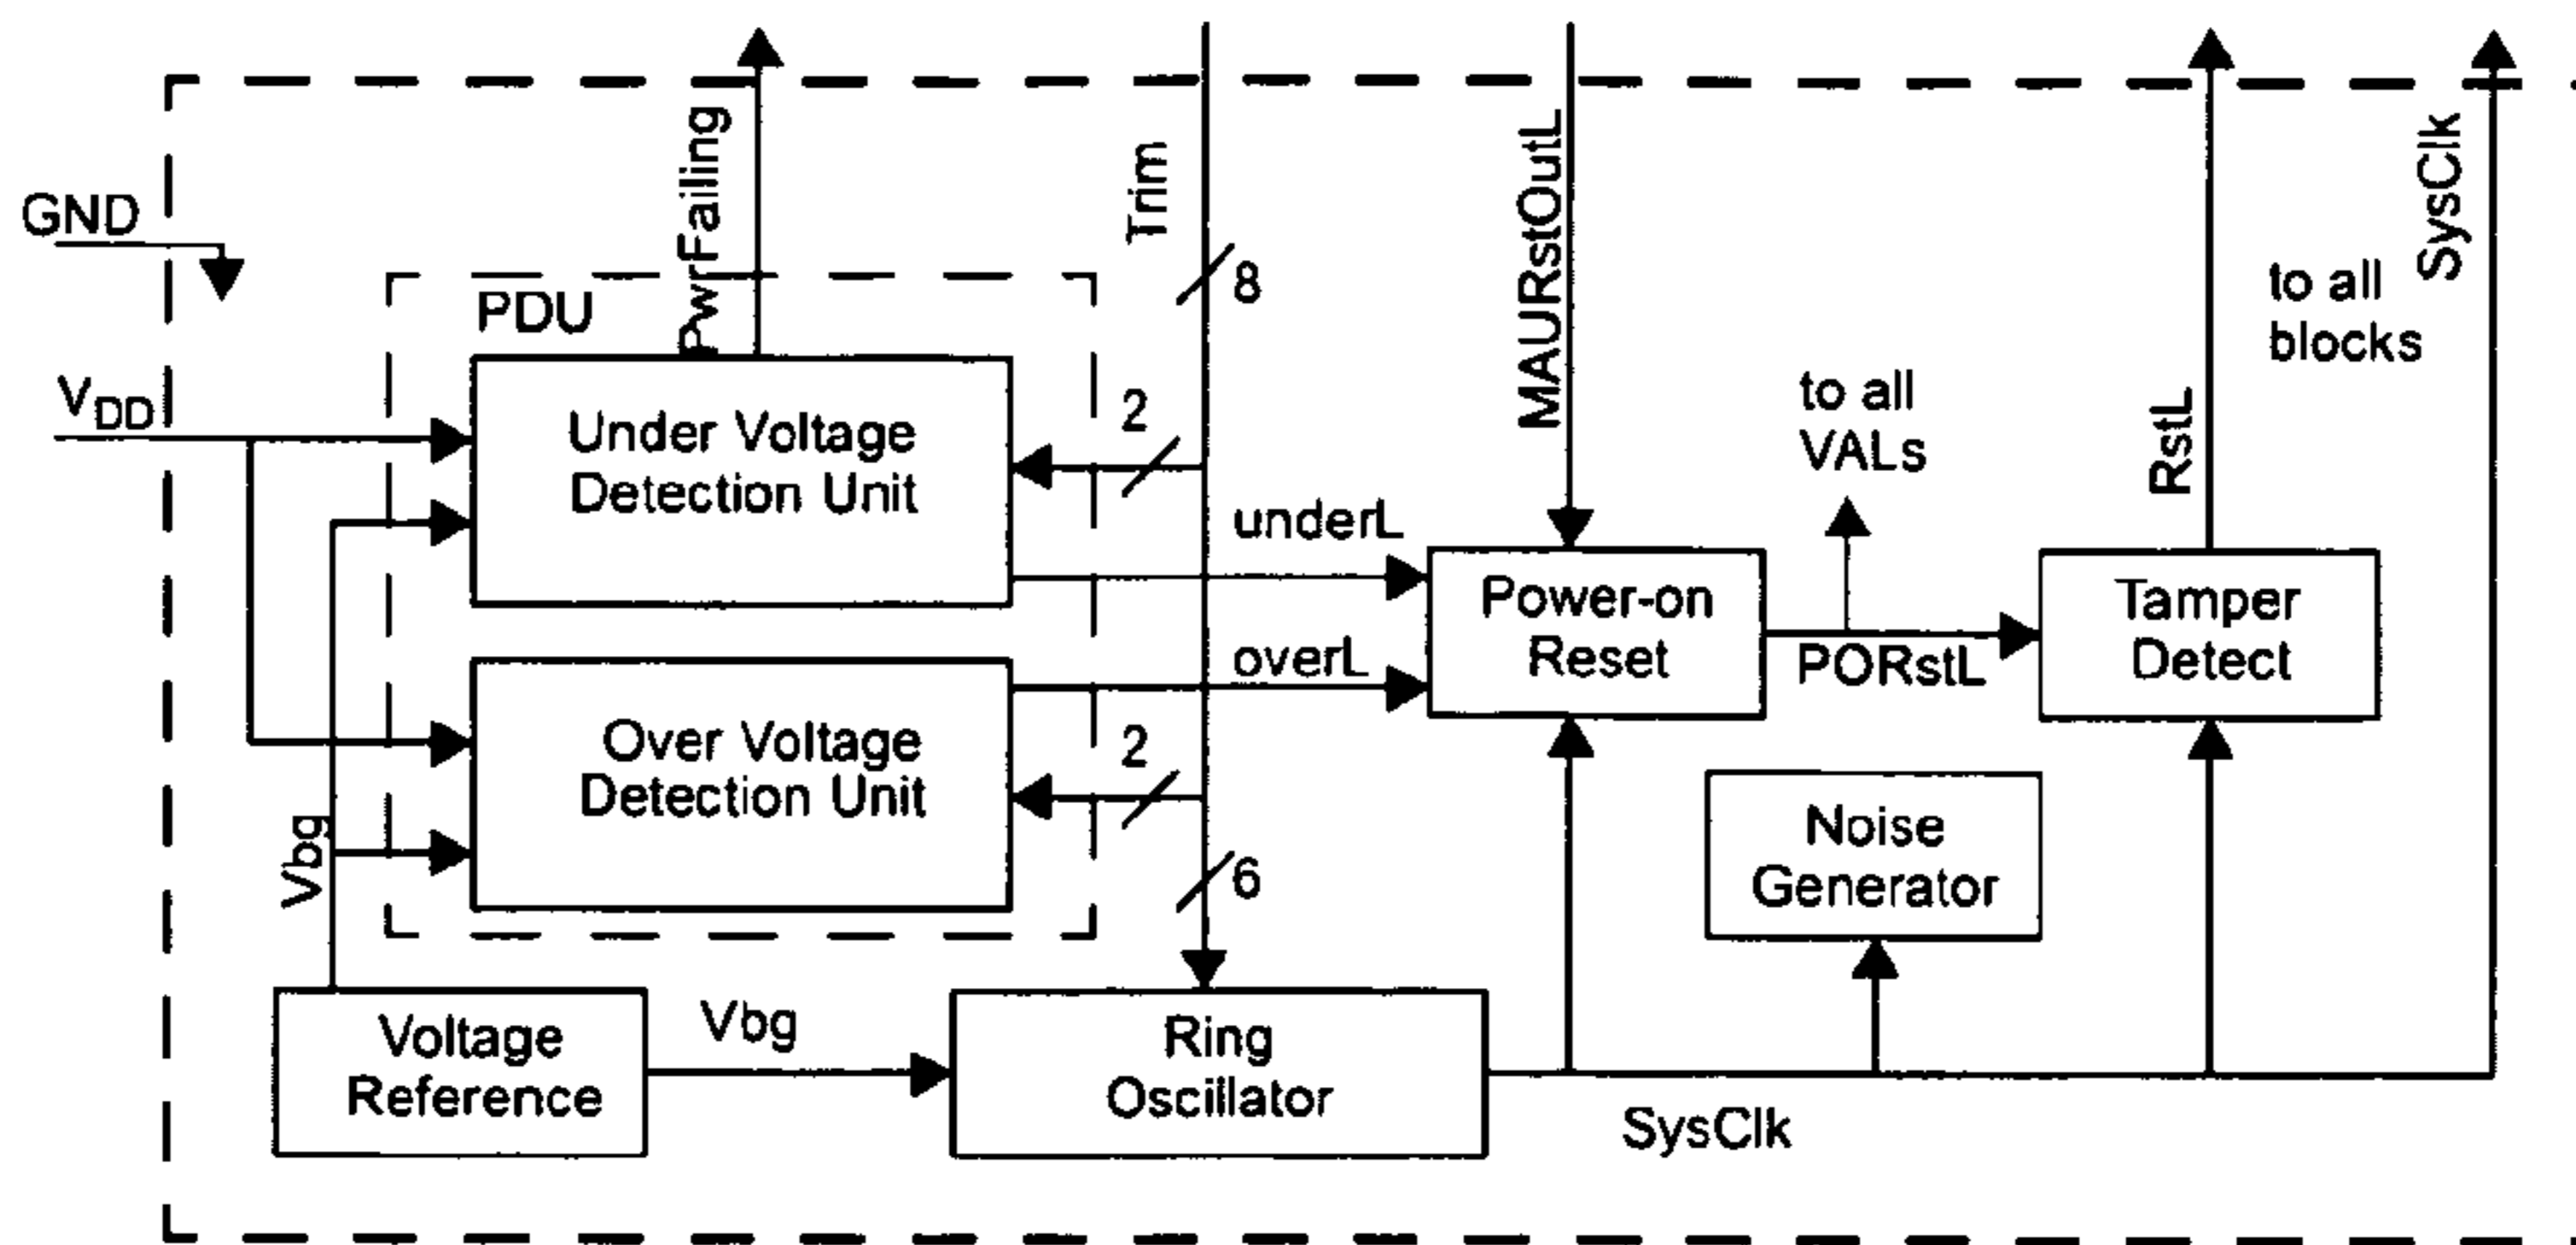 GND
VDD
PwrFailing
Trim
8
MAURstOutL
SysClk
to all
blocks
RstL
PDU
Under Voltage
Detection Unit
2
underL
to all
VALs
Power-on
Reset
PORstL
Tamper
Detect
overL
Over Voltage
Detection Unit
2
6
Vbg
Noise
Generator
Voltage
Reference
Vbg
Ring
Oscillator
SysClk